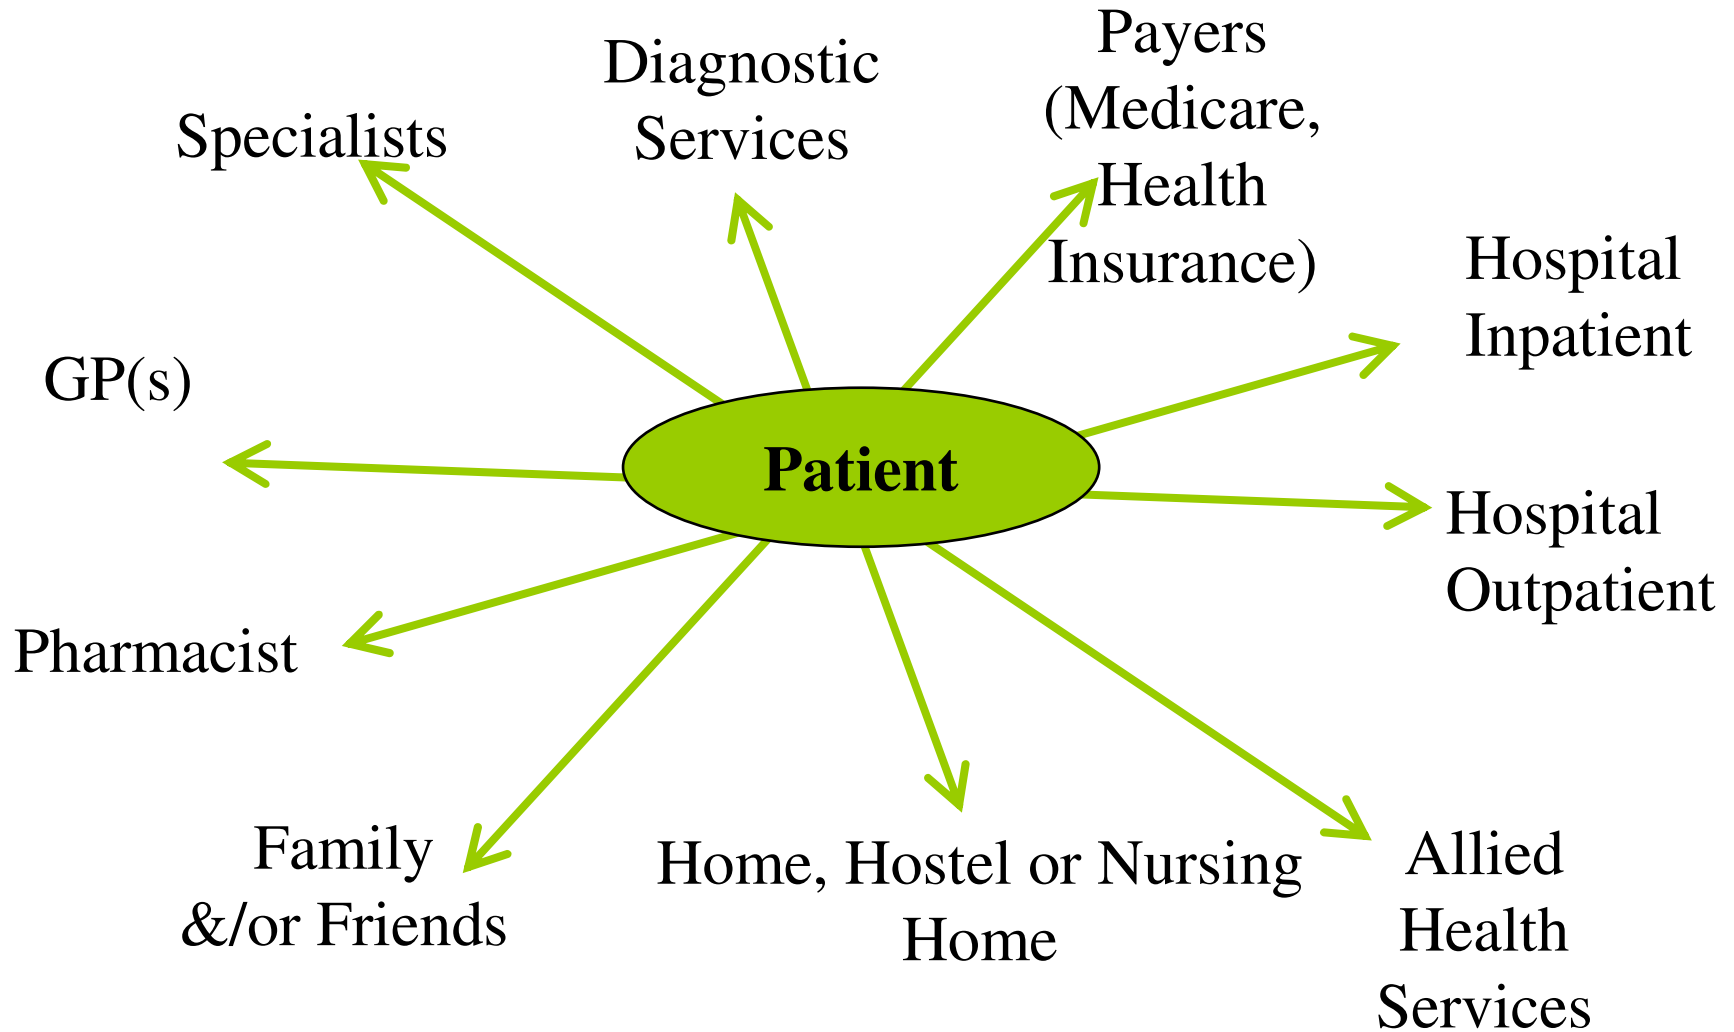 Payers
(Medicare,
Health
Insurance)
Diagnostic
Services
Specialists
Hospital
Inpatient
GP(s)
Patient
Hospital
Outpatient
Pharmacist
Family
&/or Friends
Home, Hostel or Nursing
Home
Allied
Health
Services